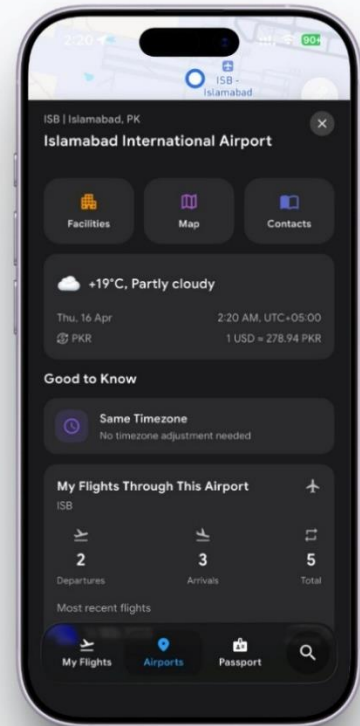 2:20
90+
ISB -
Islamabad
ISB | Islamabad, PK
Islamabad International Airport
Facilities
Map
Contacts
+19°C, Partly cloudy
Thu, 16 Apr
2:20 AM, UTC+05:00
PKR
1 USD = 278.94 PKR
Good to Know
Same Timezone
No timezone adjustment needed
My Flights Through This Airport
ISB
2
3
5
Departures
Arrivals
Total
Most recent flights
My Flights
Airports
Passport